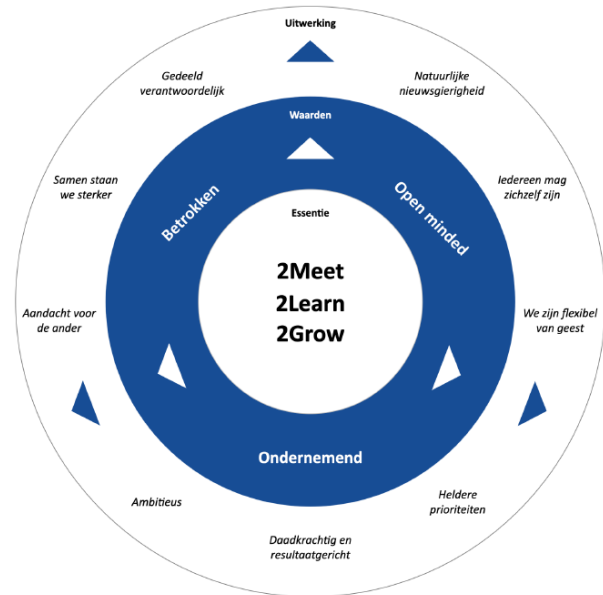 Uitwerking
Gedeeld
verantwoordelijk
Natuurlijke
nieuwsgierigheid
Waarden
Samen staan
we sterker
Betrokken
Open minded
Iedereen mag
zichzelf zijn
Essentie
2Meet
2Learn
2Grow
Aandacht voor
de ander
We zijn flexibel
van geest
Ondernemend
Ambitieus
Heldere
prioriteiten
Daadkrachtig en
resultaatgericht